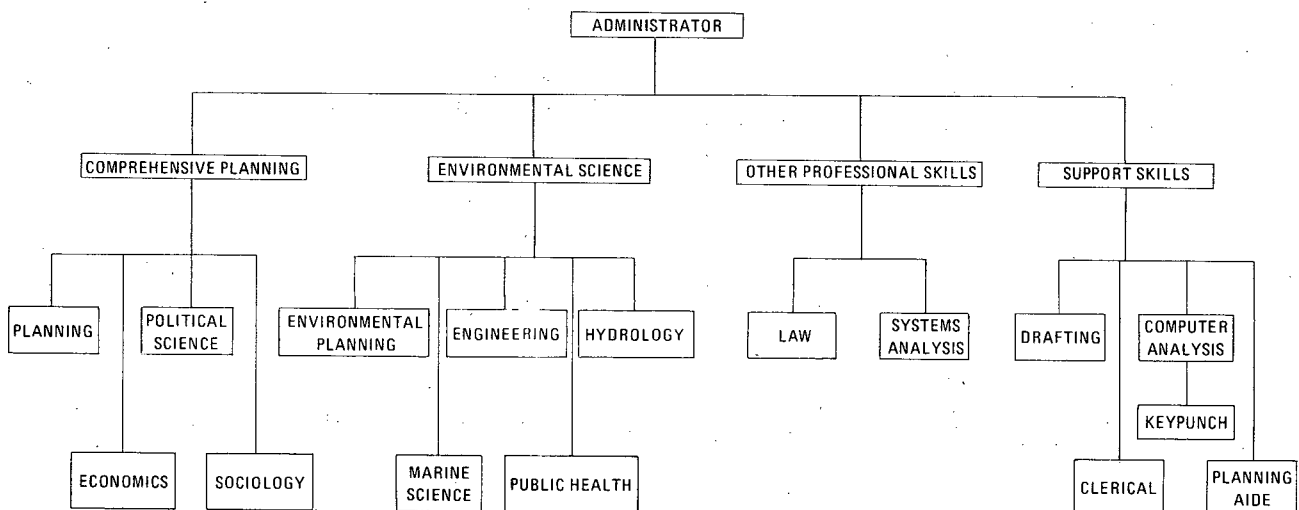 ADMINISTRATOR
COMPREHENSIVE PLANNING
ENVIRONMENTAL SCIENCE
OTHER PROFESSIONAL SKILLS
SUPPORT SKILLS
PLANNING
POLITICAL
SCIENCE
ENVIRONMENTAL
PLANNING
ENGINEERING
HYDROLOGY
LAW
SYSTEMS
ANALYSIS
DRAFTING
COMPUTER
ANALYSIS
KEYPUNCH
ECONOMICS
SOCIOLOGY
MARINE
SCIENCE
PUBLIC HEALTH
CLERICAL
PLANNING
AIDE